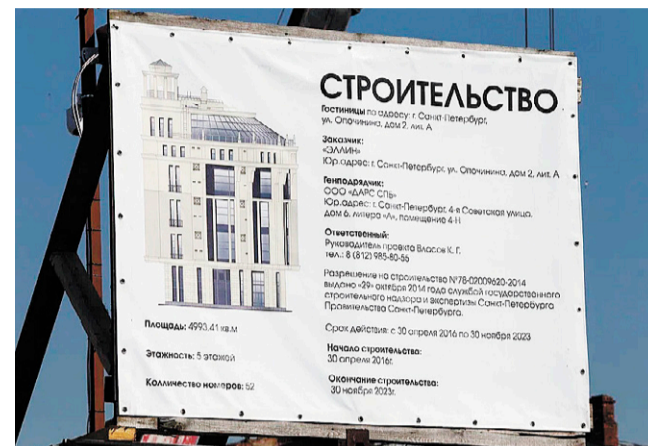 СТРОИТЕЛЬСТВО
Гостиницы по адресу: г. Санкт-Петербург,
ул. Опочинина, дом 2, лит. А
Заказчик:
«ЭЛЛИН»
Юр.адрес: г. Санкт-Петербург, ул. Опочинина, дом 2, лит. А
Генподрядчик:
ООО «ДАРС СПБ»
Юр.адрес: г. Санкт-Петербург, 4-я Советская улица,
дом 6, литера «А», помещение 4-Н
Ответственный:
Руководитель проекта Власов К. Г.
тел.: 8 (812) 985-80-55
Разрешение на строительство №78-02009620-2014
выдано «29» октября 2014 года службой государственного
строительного надзора и экспертизы Санкт-Петербурга
Правительства Санкт-Петербурга.
Срок действия: с 30 апреля 2016 по 30 ноября 2023
Начало строительства:
30 апреля 2016г.
Окончание строительства:
30 ноября 2023г.
Площадь: 4993,41 кв.м
Этажность: 5 этажей
Колличество номеров: 52